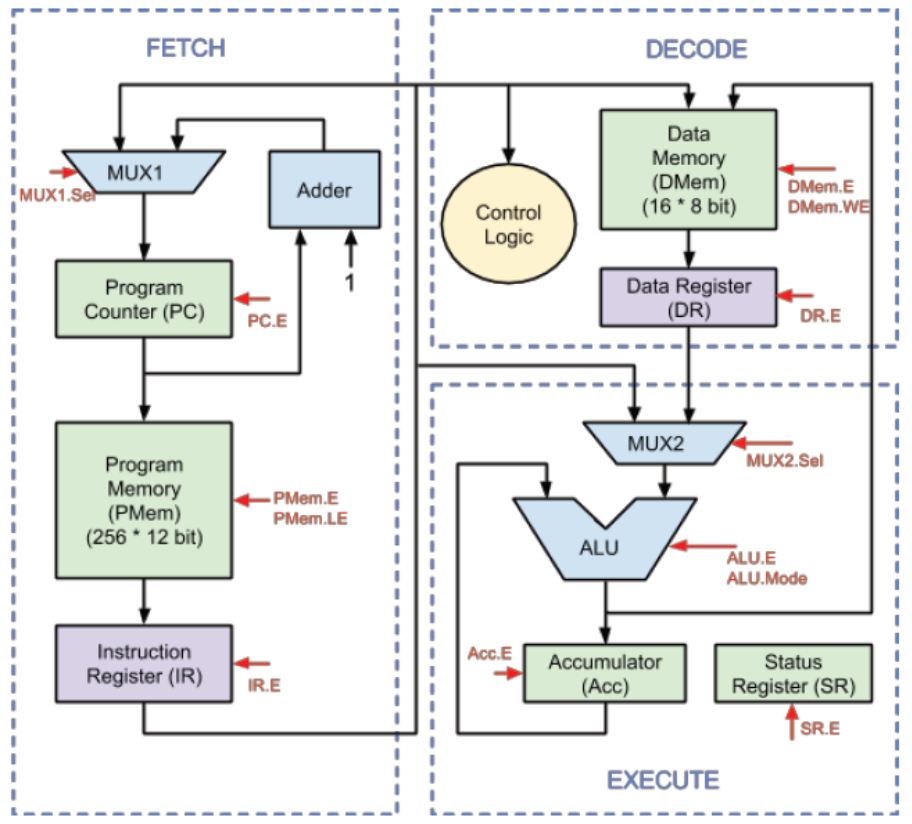 FETCH
MUX1
MUX1.Sel
Adder
1
Program
Counter (PC)
PC.E
Program
Memory
(PMem)
(256 * 12 bit)
PMem.E
PMem.LE
Instruction
Register (IR)
IR.E
DECODE
Control
Logic
Data
Memory
(DMem)
(16 * 8 bit)
DMem.E
DMem.WE
Data Register
(DR)
DR.E
MUX2
MUX2.Sel
ALU
ALU.E
ALU.Mode
Acc.E
Accumulator
(Acc)
Status
Register (SR)
SR.E
EXECUTE